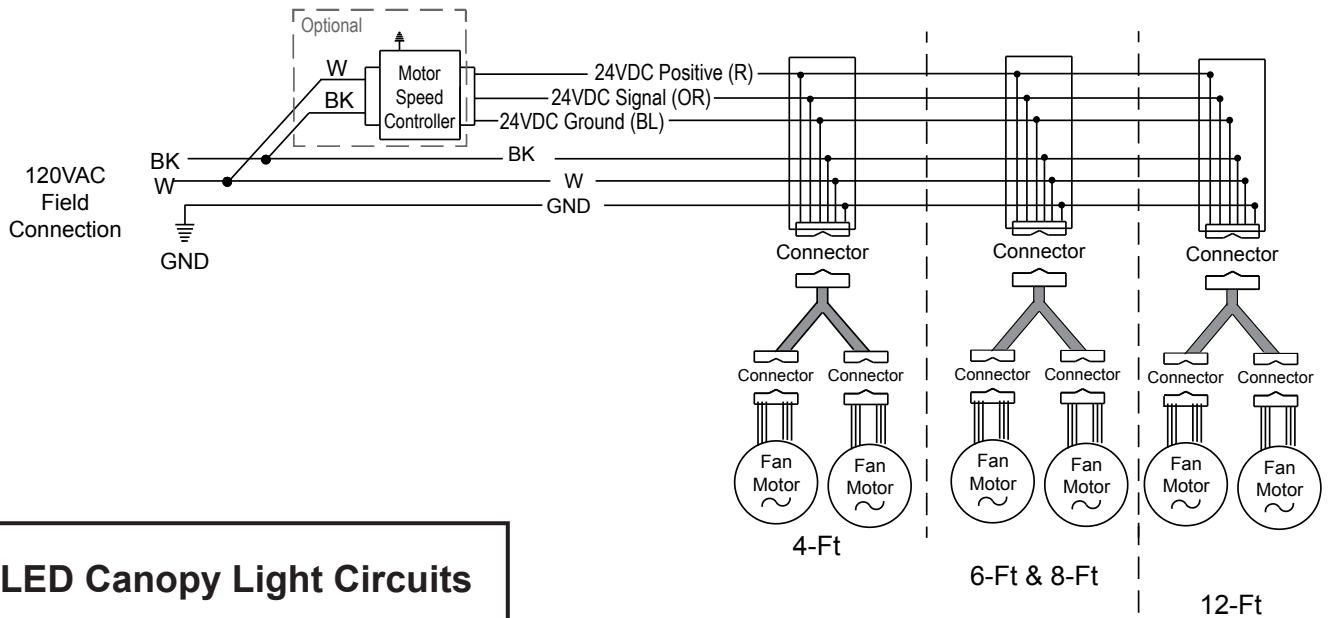 Optional
W
BK
Motor
Speed
Controller
24VDC Positive (R)
24VDC Signal (OR)
24VDC Ground (BL)
120VAC
Field
Connection
BK
W
BK
W
GND
GND
Connector
Connector
Connector
Connector
Connector
Connector
Connector
Connector
Connector
Fan
Motor
Fan
Motor
Fan
Motor
Fan
Motor
Fan
Motor
Fan
Motor
4-Ft
6-Ft & 8-Ft
12-Ft
LED Canopy Light Circuits